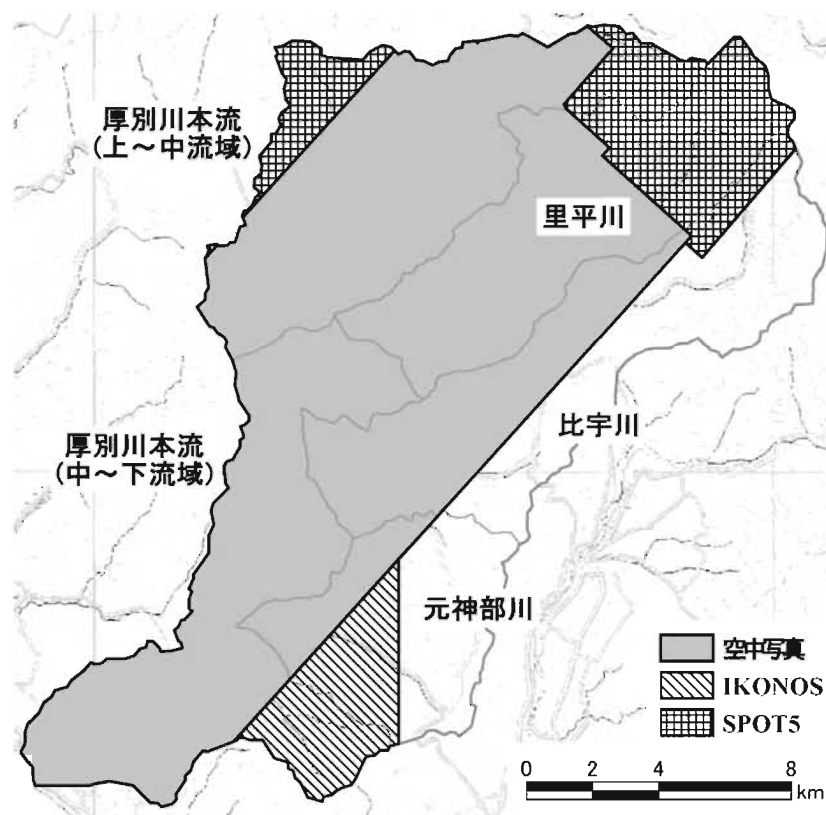 厚別川本流
(上～中流域)
里平川
厚別川本流
(中～下流域)
比宇川
元神部川
空中写真
IKONOS
SPOT5
0 2 4 8
km